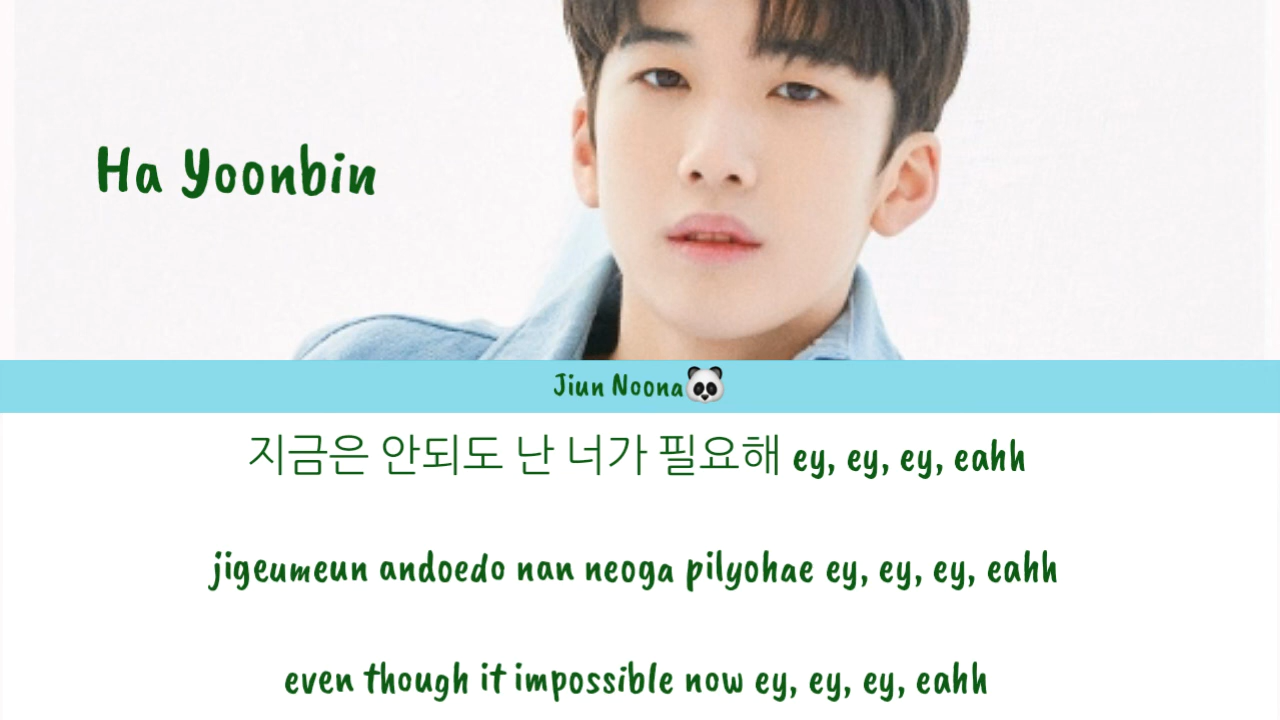 Ha Yoonbin
Jiun Noona🐼
지금은 안되도 난 너가 필요해 ey, ey, ey, eahh
jigeumeun andoedo nan neoga pilyohae ey, ey, ey, eahh
even though it impossible now ey, ey, ey, eahh